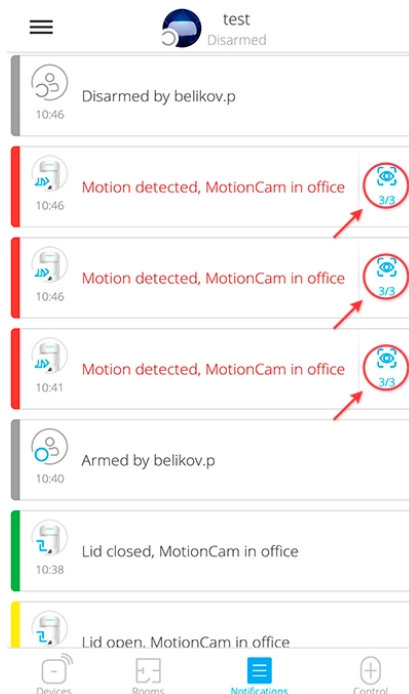 test
Disarmed
Disarmed by belikov.p
10:46
Motion detected, MotionCam in office
3/3
10:46
Motion detected, MotionCam in office
3/3
10:46
Motion detected, MotionCam in office
3/3
10:41
Armed by belikov.p
10:40
Lid closed, MotionCam in office
10:38
Lid open, MotionCam in office
Devices
Rooms
Notifications
Control